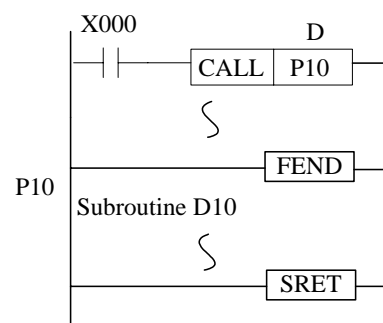 X000
D
CALL P10
FEND
P10
Subroutine D10
SRET